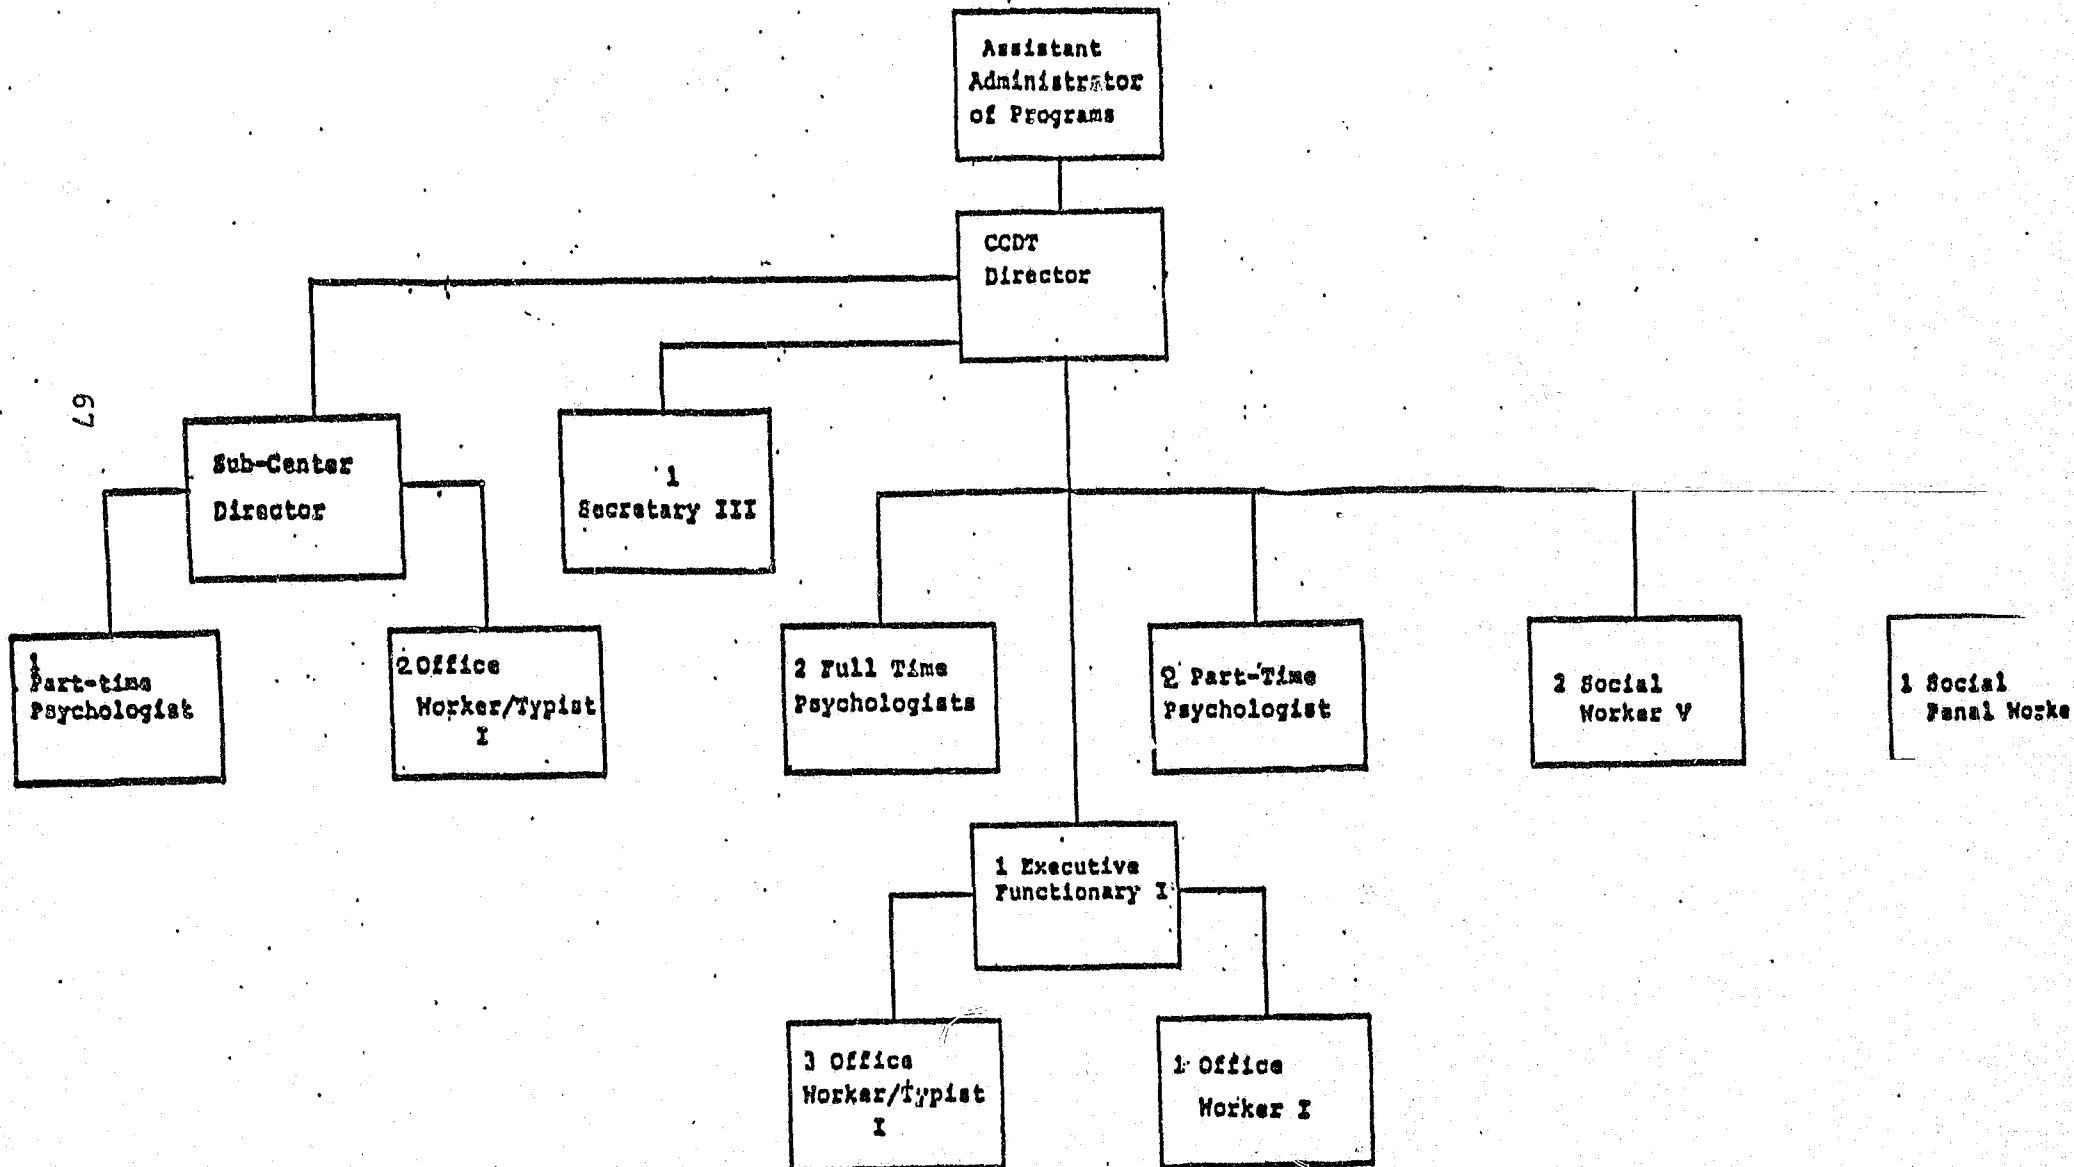 Assistant
Administrator
of Programs
CCDT
Director
67
Sub-Center
Director
1
Secretary III
1
Part-time
Psychologist
2 Office
Worker/Typist
I
2 Full Time
Psychologists
2 Part-Time
Psychologist
2 Social
Worker V
1 Social
Penal Worke
1 Executive
Functionary I
3 Office
Worker/Typist
I
1 Office
Worker I